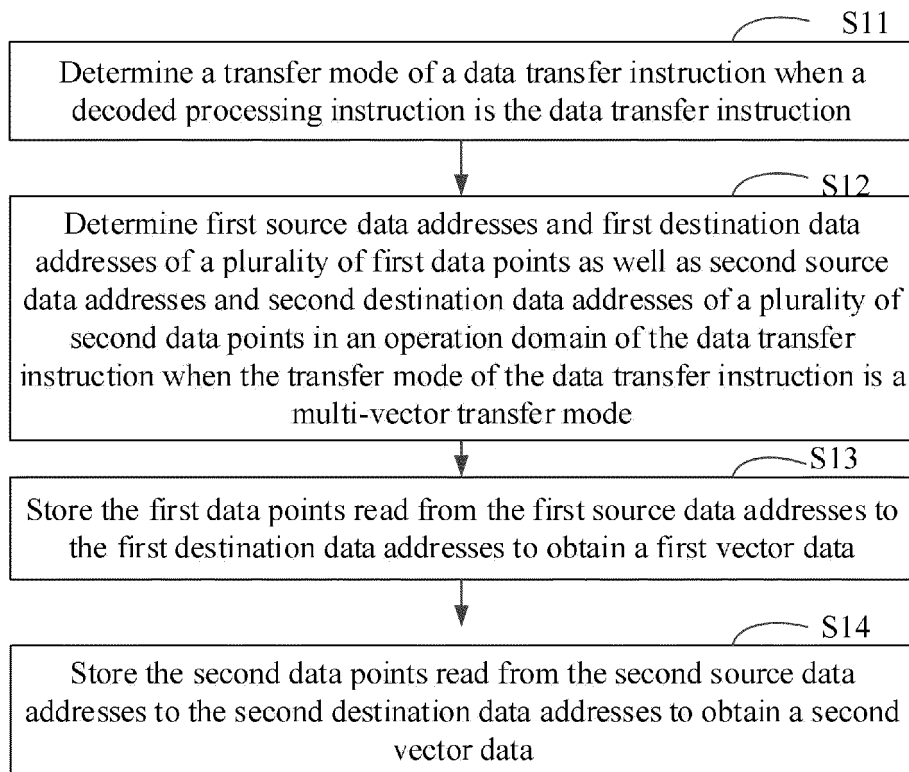 S11
Determine a transfer mode of a data transfer instruction when a
decoded processing instruction is the data transfer instruction
S12
Determine first source data addresses and first destination data
addresses of a plurality of first data points as well as second source
data addresses and second destination data addresses of a plurality of
second data points in an operation domain of the data transfer
instruction when the transfer mode of the data transfer instruction is a
multi-vector transfer mode
S13
Store the first data points read from the first source data addresses to
the first destination data addresses to obtain a first vector data
S14
Store the second data points read from the second source data
addresses to the second destination data addresses to obtain a second
vector data